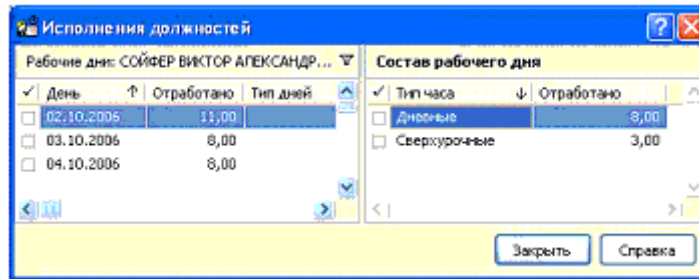 Исполнения должностей
Рабочие дни: СОЙФЕР ВИКТОР АЛЕКСАНДР...
Состав рабочего дня
День Отработано Тип дней
Тип часа Отработано
02.10.2006 11,00
Дневные 8,00
03.10.2006 8,00
Сверхурочные 3,00
04.10.2006 8,00
Закрыть Справка